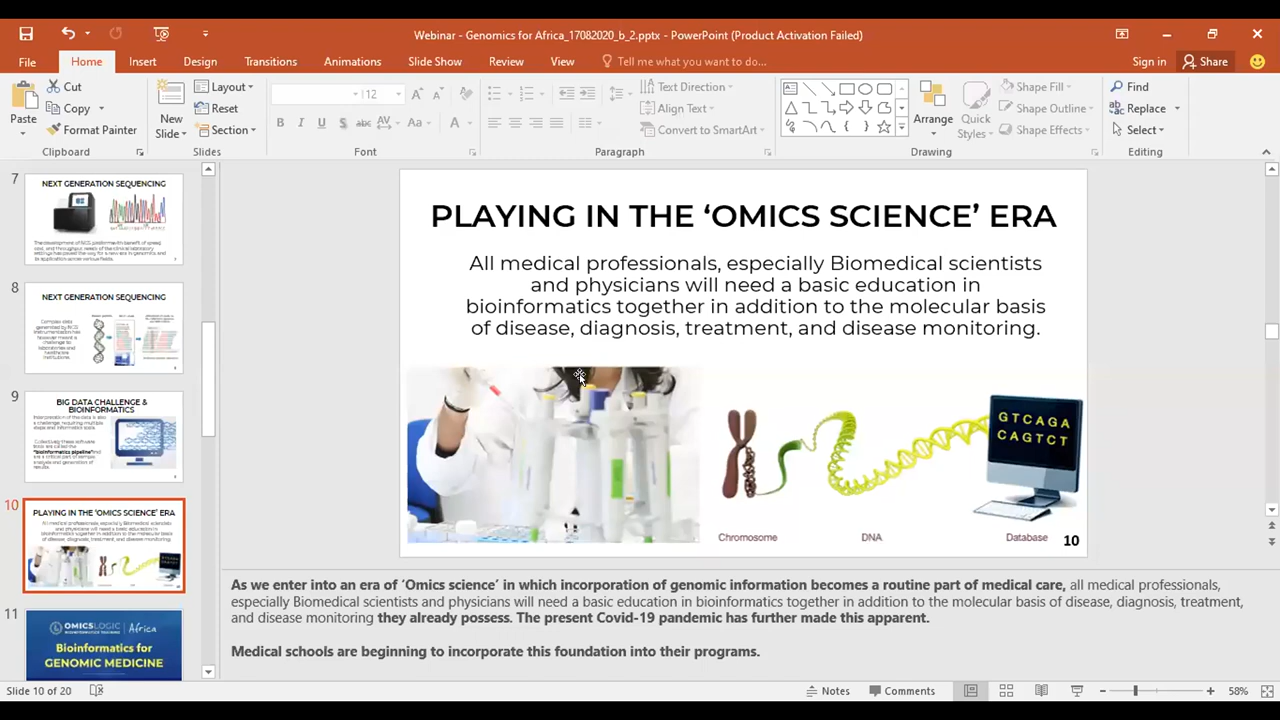 Webinar - Genomics for Africa_17082020_b_2.pptx - PowerPoint (Product Activation Failed)
File Home Insert Design Transitions Animations Slide Show Review View Tell me what you want to do... Sign in Share
Cut
Copy
Format Painter
Paste
Clipboard
New
Slide
Layout
Reset
Section
Slides
12
B I U S abc AV Aa A
Font
Text Direction
Align Text
Convert to SmartArt
Paragraph
Arrange
Quick
Styles
Shape Fill
Shape Outline
Shape Effects
Drawing
Find
Replace
Select
Editing
7
NEXT GENERATION SEQUENCING
8
NEXT GENERATION SEQUENCING
9
BIG DATA CHALLENGE &
BIOINFORMATICS
"bioinformatics pipeline"
10
PLAYING IN THE 'OMICS SCIENCE' ERA
11
OMICSLOGIC Africa
Bioinformatics for
GENOMIC MEDICINE
PLAYING IN THE ‘OMICS SCIENCE’ ERA
All medical professionals, especially Biomedical scientists
and physicians will need a basic education in
bioinformatics together in addition to the molecular basis
of disease, diagnosis, treatment, and disease monitoring.
GTCAGA
CAGTCT
Chromosome
DNA
Database
10
As we enter into an era of ‘Omics science’ in which incorporation of genomic information becomes a routine part of medical care, all medical professionals,
especially Biomedical scientists and physicians will need a basic education in bioinformatics together in addition to the molecular basis of disease, diagnosis, treatment,
and disease monitoring they already possess. The present Covid-19 pandemic has further made this apparent.
Medical schools are beginning to incorporate this foundation into their programs.
Slide 10 of 20
Notes
Comments
58%